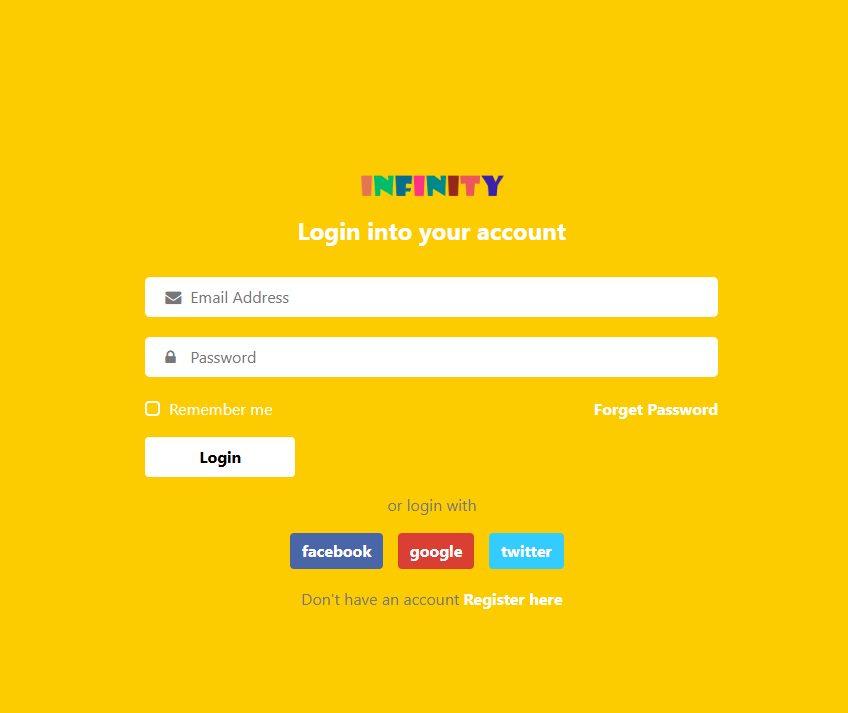 INFINITY
Login into your account
Email Address
Password
Remember me Forget Password
Login
or login with
facebook google twitter
Don't have an account Register here